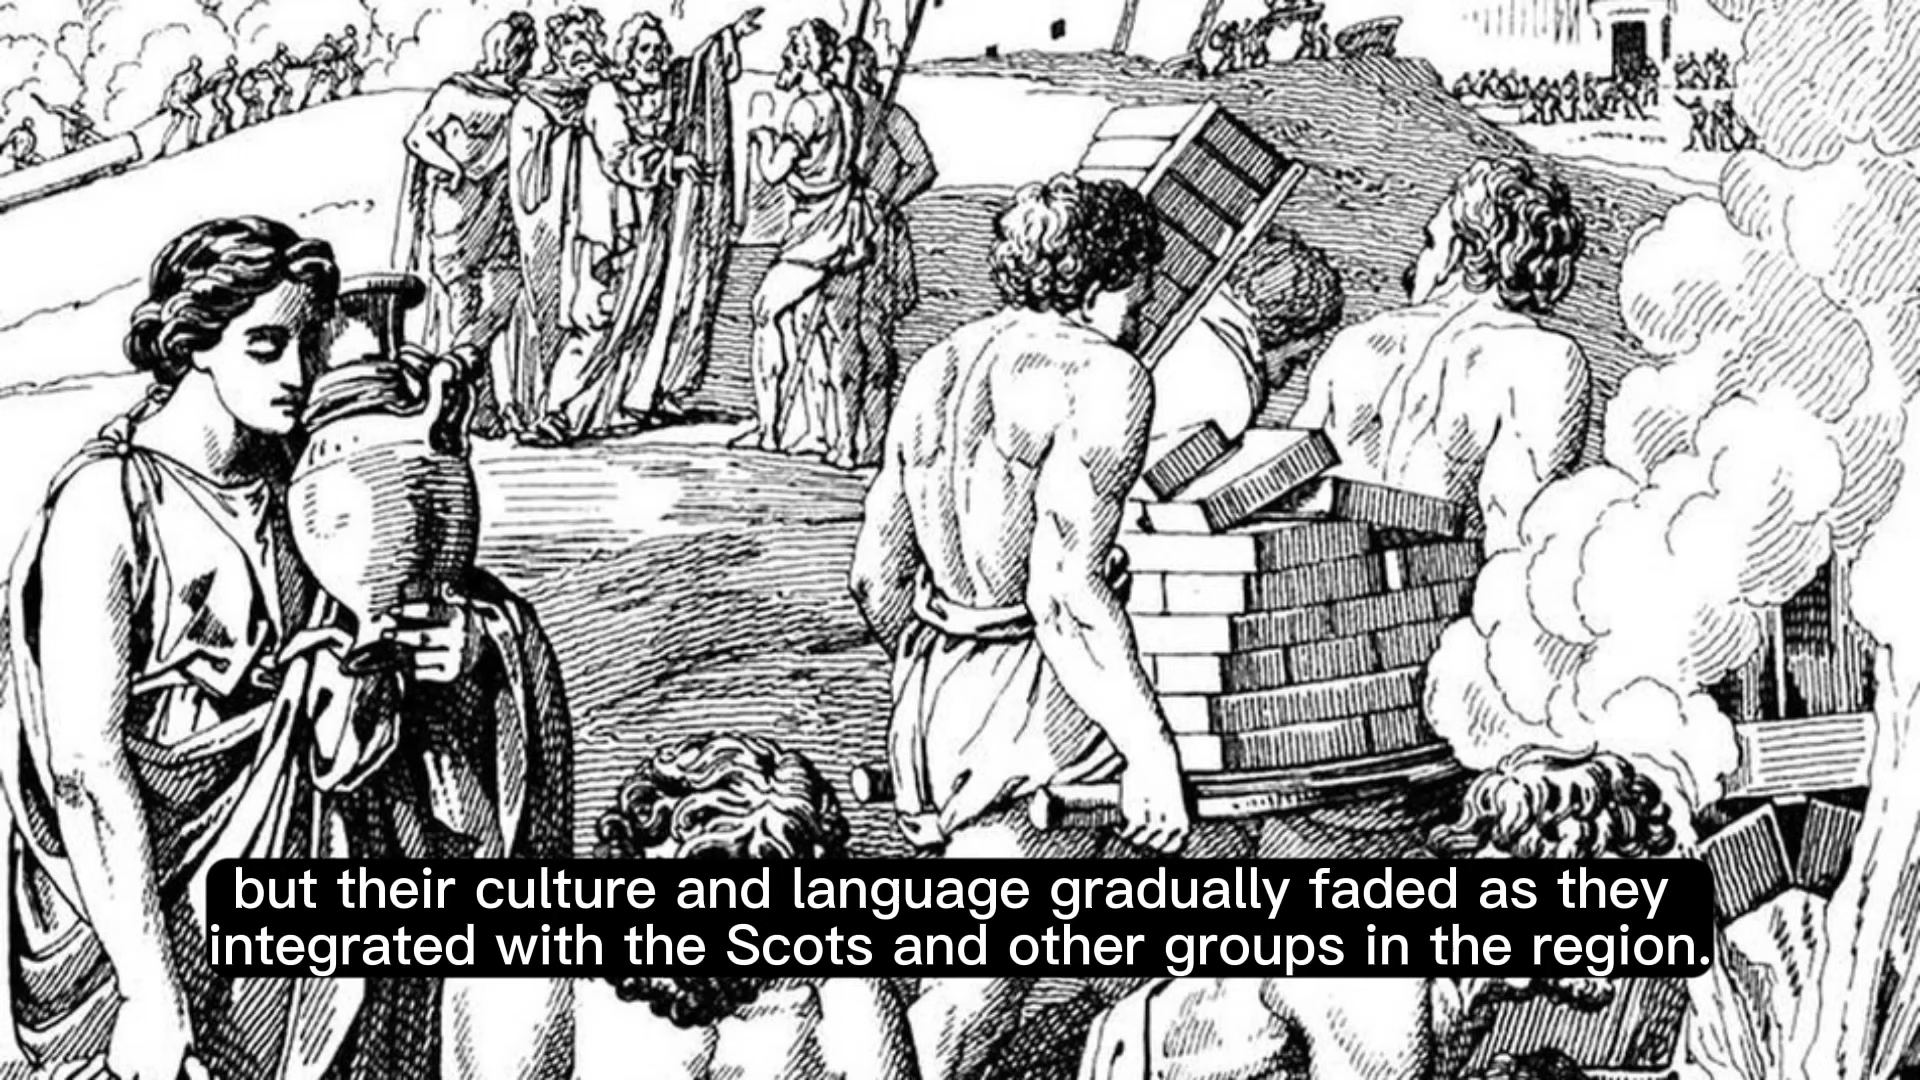 but their culture and language gradually faded as they
integrated with the Scots and other groups in the region.